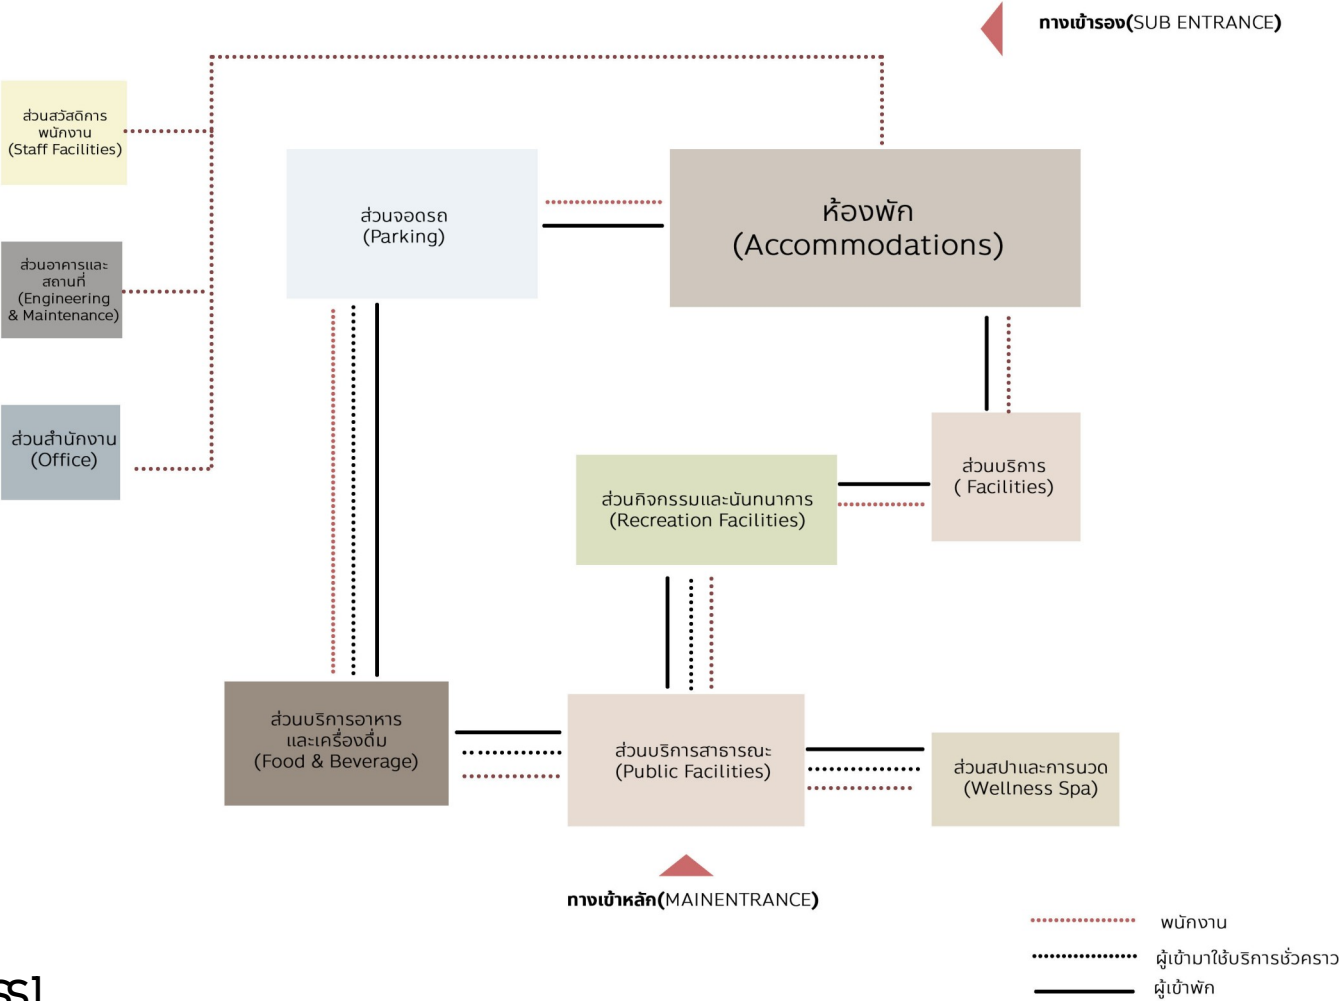 ทางเข้ารอง(SUB ENTRANCE)
ส่วนสวัสดิการ
พนักงาน
(Staff Facilities)
ส่วนจอดรถ
(Parking)
ห้องพัก
(Accommodations)
ส่วนอาคารและ
สถานที่
(Engineering
& Maintenance)
ส่วนสำนักงาน
(Office)
ส่วนบริการ
( Facilities)
ส่วนกิจกรรมและนันทนาการ
(Recreation Facilities)
ส่วนบริการอาหาร
และเครื่องดื่ม
(Food & Beverage)
ส่วนบริการสาธารณะ
(Public Facilities)
ส่วนสปาและการนวด
(Wellness Spa)
ทางเข้าหลัก(MAINENTRANCE)
พนักงาน
ผู้เข้ามาใช้บริการชั่วคราว
ผู้เข้าพัก